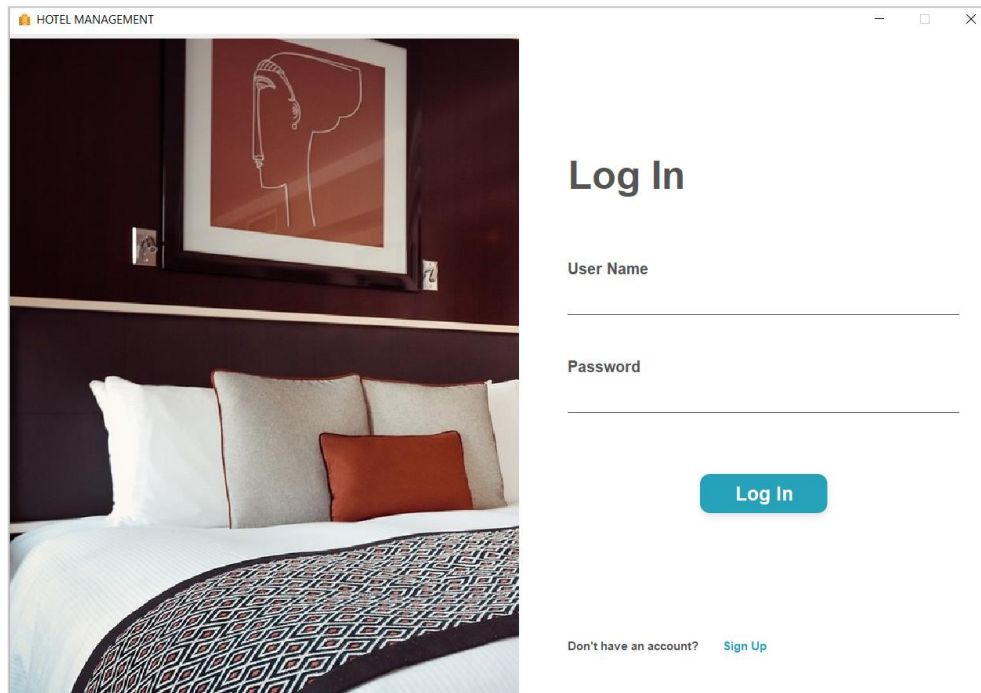 HOTEL MANAGEMENT
Log In
User Name
Password
Log In
Don't have an account? Sign Up